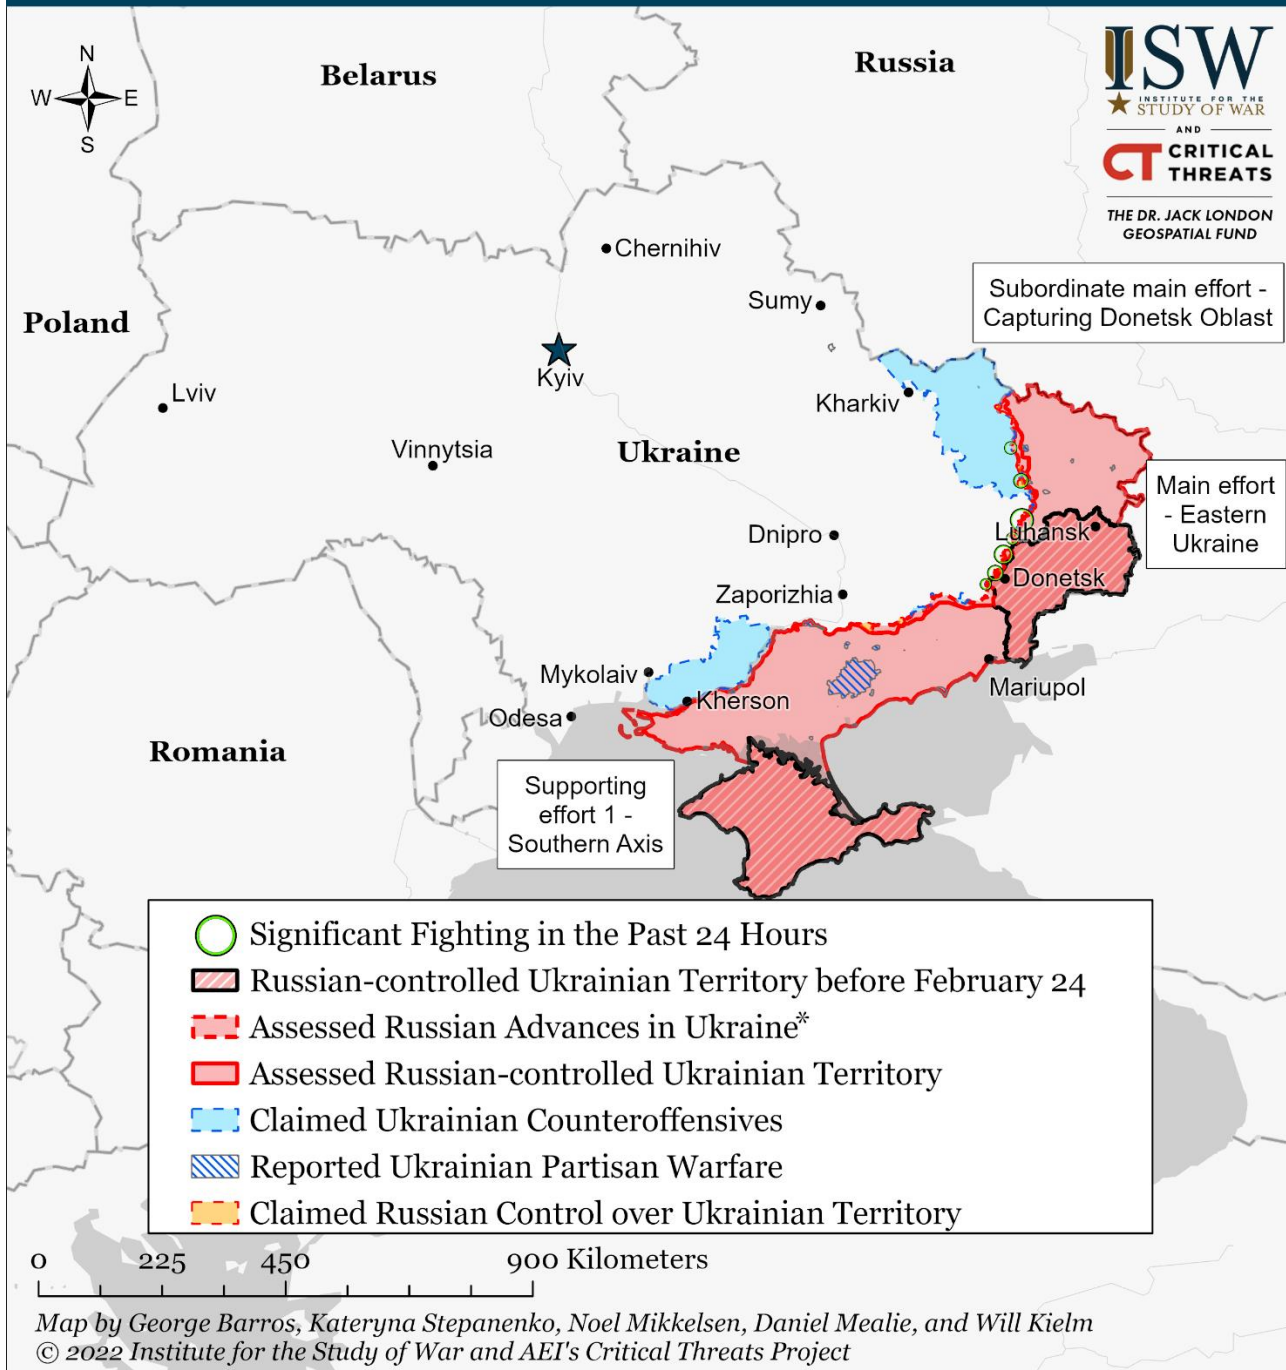 N
W E
S
Belarus
Russia
ISW
INSTITUTE FOR THE
STUDY OF WAR
AND
CT CRITICAL
THREATS
THE DR. JACK LONDON
GEOSPATIAL FUND
Chernihiv
Sumy
Subordinate main effort -
Capturing Donetsk Oblast
Poland
Kyiv
Lviv
Kharkiv
Vinnytsia
Ukraine
Main effort
- Eastern
Ukraine
Dnipro
Luhansk
Donetsk
Zaporizhia
Mykolaiv
Mariupol
Kherson
Odesa
Romania
Supporting
effort 1 -
Southern Axis
Significant Fighting in the Past 24 Hours
Russian-controlled Ukrainian Territory before February 24
Assessed Russian Advances in Ukraine*
Assessed Russian-controlled Ukrainian Territory
Claimed Ukrainian Counteroffensives
Reported Ukrainian Partisan Warfare
Claimed Russian Control over Ukrainian Territory
0 225 450 900 Kilometers
Map by George Barros, Kateryna Stepanenko, Noel Mikkelsen, Daniel Mealie, and Will Kielm
© 2022 Institute for the Study of War and AEI's Critical Threats Project